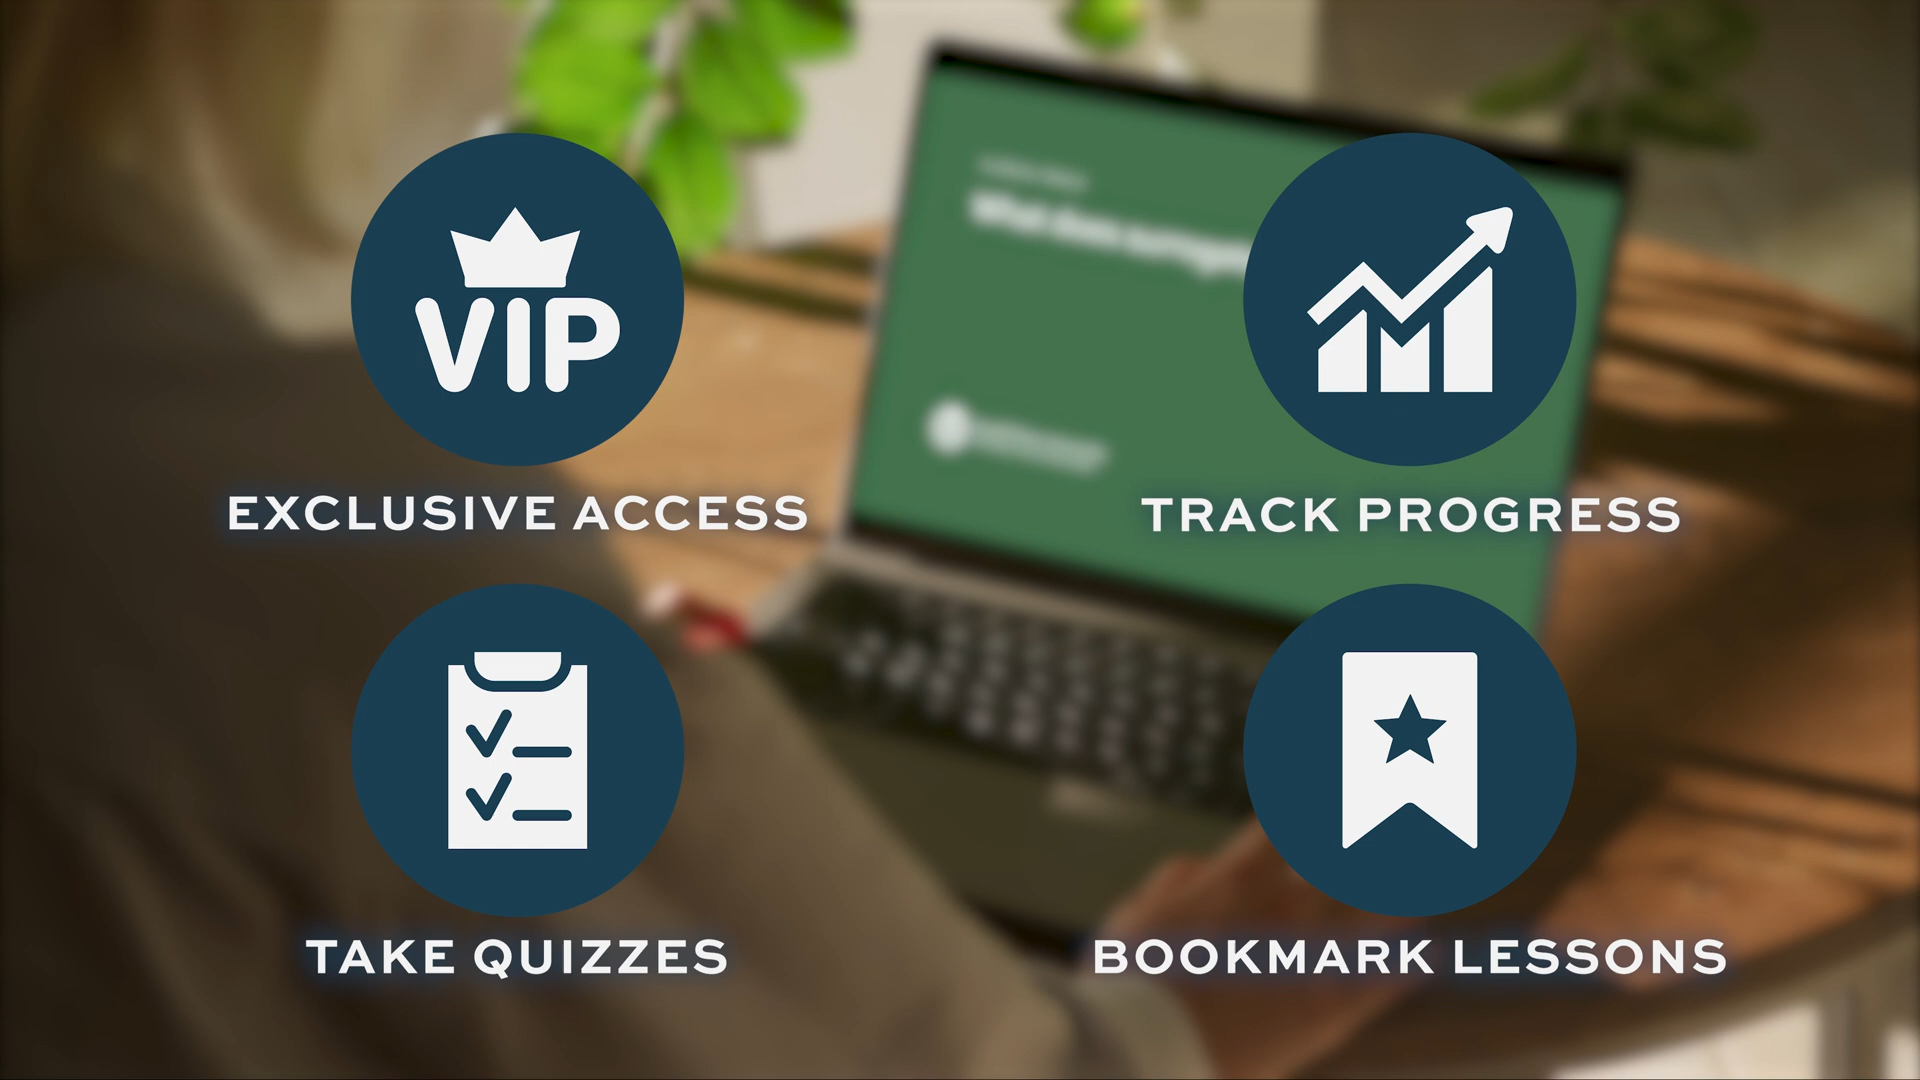 VIP
EXCLUSIVE ACCESS
TRACK PROGRESS
TAKE QUIZZES
BOOKMARK LESSONS